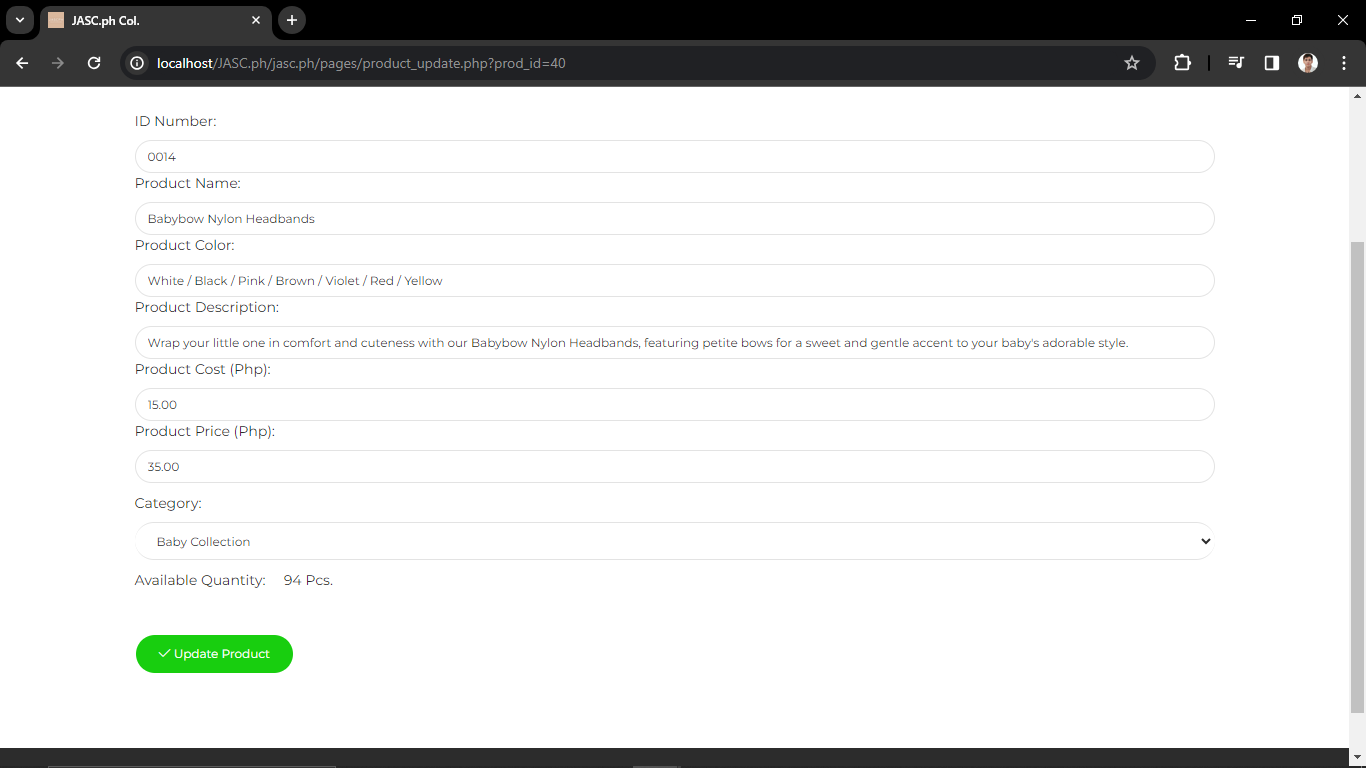 JASC.ph Col.
localhost/JASC.ph/jasc.ph/pages/product_update.php?prod_id=40
ID Number:
0014
Product Name:
Babybow Nylon Headbands
Product Color:
White / Black / Pink / Brown / Violet / Red / Yellow
Product Description:
Wrap your little one in comfort and cuteness with our Babybow Nylon Headbands, featuring petite bows for a sweet and gentle accent to your baby's adorable style.
Product Cost (Php):
15.00
Product Price (Php):
35.00
Category:
Baby Collection
Available Quantity: 94 Pcs.
Update Product